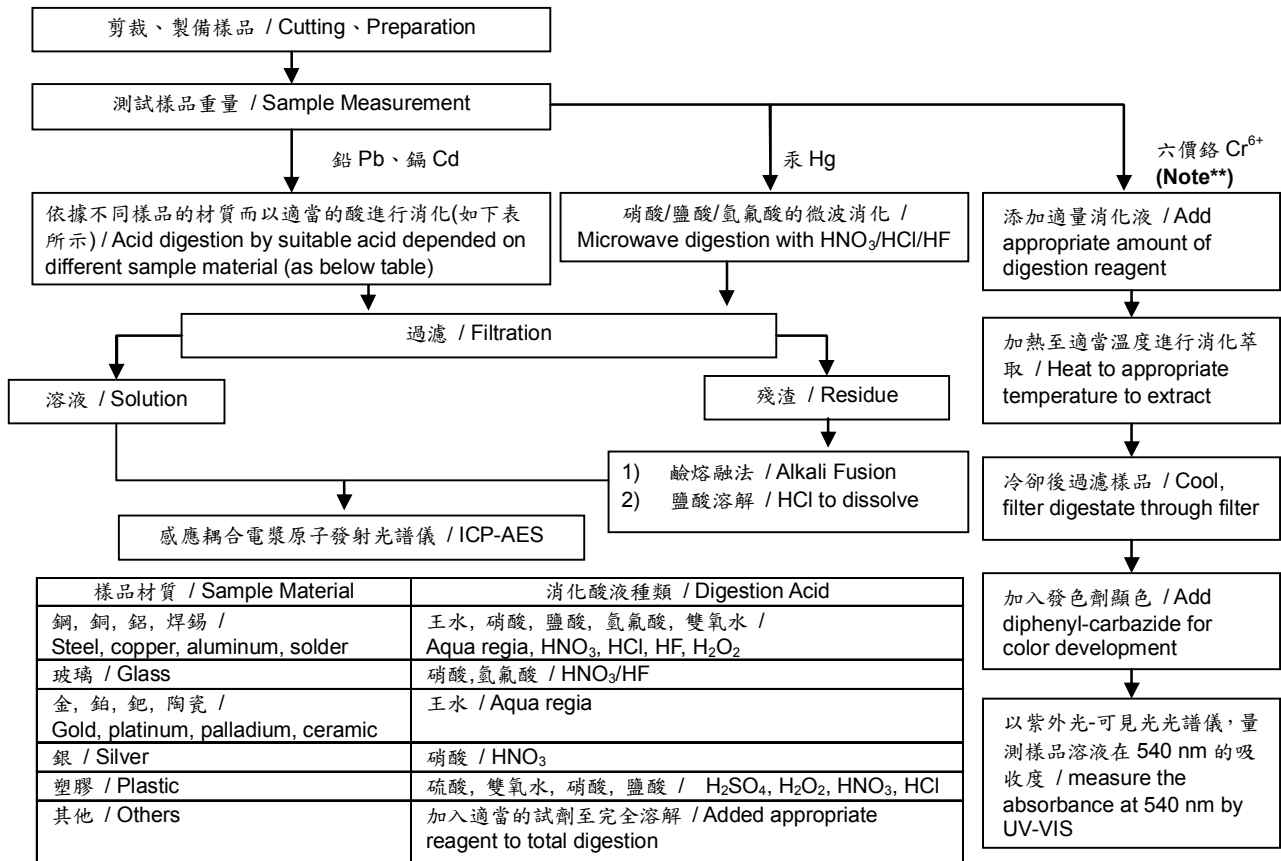 剪裁、製備樣品 / Cutting、Preparation
測試樣品重量 / Sample Measurement
鉛 Pb、鎘 Cd
汞 Hg
六價鉻 Cr6+
(Note**)
依據不同樣品的材質而以適當的酸進行消化(如下表
所示) / Acid digestion by suitable acid depended on
different sample material (as below table)
硝酸/鹽酸/氫氟酸的微波消化 /
Microwave digestion with HNO3/HCl/HF
添加適量消化液 / Add
appropriate amount of
digestion reagent
過濾 / Filtration
加熱至適當溫度進行消化萃
取 / Heat to appropriate
temperature to extract
溶液 / Solution
殘渣 / Residue
1) 鹼熔融法 / Alkali Fusion
2) 鹽酸溶解 / HCl to dissolve
冷卻後過濾樣品 / Cool,
filter digestate through filter
感應耦合電漿原子發射光譜儀 / ICP-AES
加入發色劑顯色 / Add
diphenyl-carbazide for
color development
以紫外光-可見光光譜儀，量
測樣品溶液在 540 nm 的吸
收度 / measure the
absorbance at 540 nm by
UV-VIS
樣品材質 / Sample Material 消化酸液種類 / Digestion Acid
鋼, 銅, 鋁, 焊錫 / 王水, 硝酸, 鹽酸, 氫氟酸, 雙氧水 /
Steel, copper, aluminum, solder Aqua regia, HNO3, HCl, HF, H2O2
玻璃 / Glass 硝酸,氫氟酸 / HNO3/HF
金, 鉑, 鈀, 陶瓷 / 王水 / Aqua regia
Gold, platinum, palladium, ceramic
銀 / Silver 硝酸 / HNO3
塑膠 / Plastic 硫酸, 雙氧水, 硝酸, 鹽酸 / H2SO4, H2O2, HNO3, HCl
其他 / Others 加入適當的試劑至完全溶解 / Added appropriate
reagent to total digestion